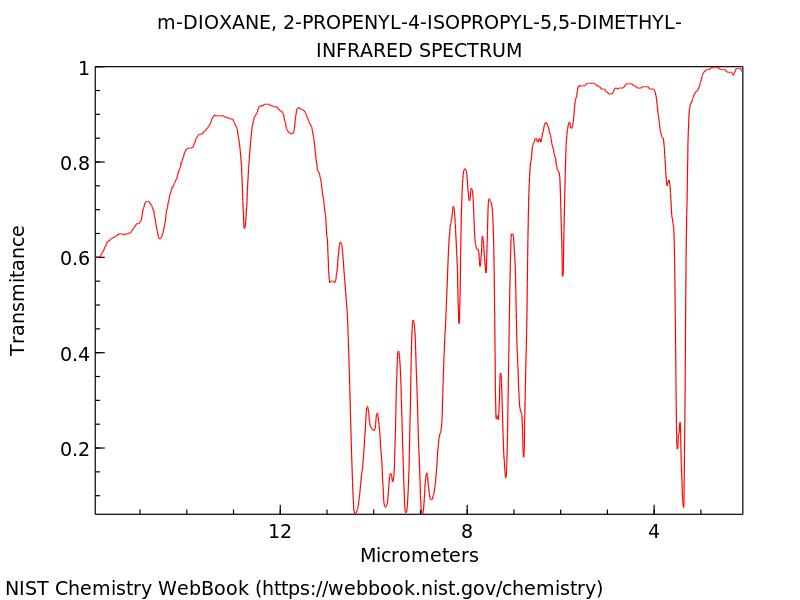 m-DIOXANE, 2-PROPENYL-4-ISOPROPYL-5,5-DIMETHYL-
INFRARED SPECTRUM
1
0.8
0.6
0.4
0.2
Transmitance
12 8 4
Micrometers
NIST Chemistry WebBook (https://webbook.nist.gov/chemistry)